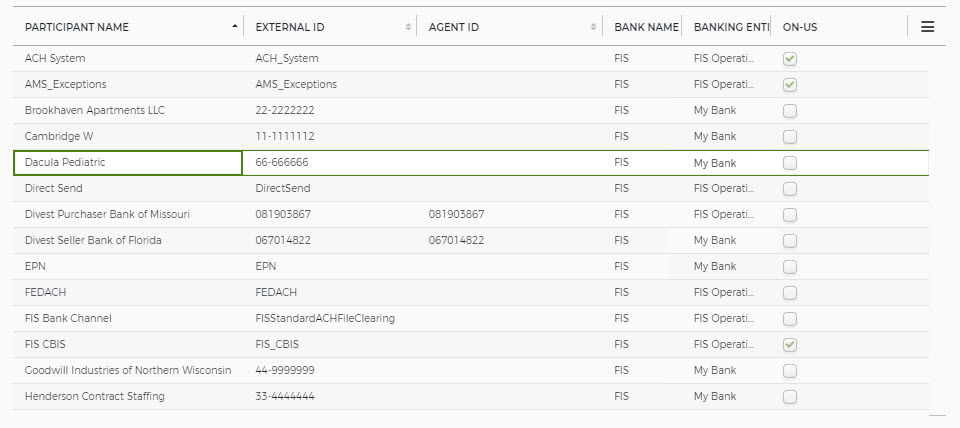 PARTICIPANT NAME EXTERNAL ID AGENT ID BANK NAME BANKING ENTI ON-US
ACH System ACH_System FIS FIS Operati...
AMS_Exceptions AMS_Exceptions FIS FIS Operati...
Brookhaven Apartments LLC 22-2222222 FIS My Bank
Cambridge W 11-1111112 FIS My Bank
Dacula Pediatric 66-666666 FIS My Bank
Direct Send DirectSend FIS FIS Operati...
Divest Purchaser Bank of Missouri 081903867 081903867 FIS FIS Operati...
Divest Seller Bank of Florida 067014822 067014822 FIS My Bank
EPN EPN FIS My Bank
FEDACH FEDACH FIS FIS Operati...
FIS Bank Channel FISStandardACHFileClearing FIS FIS Operati...
FIS CBIS FIS_CBIS FIS FIS Operati...
Goodwill Industries of Northern Wisconsin 44-9999999 FIS My Bank
Henderson Contract Staffing 33-4444444 FIS My Bank